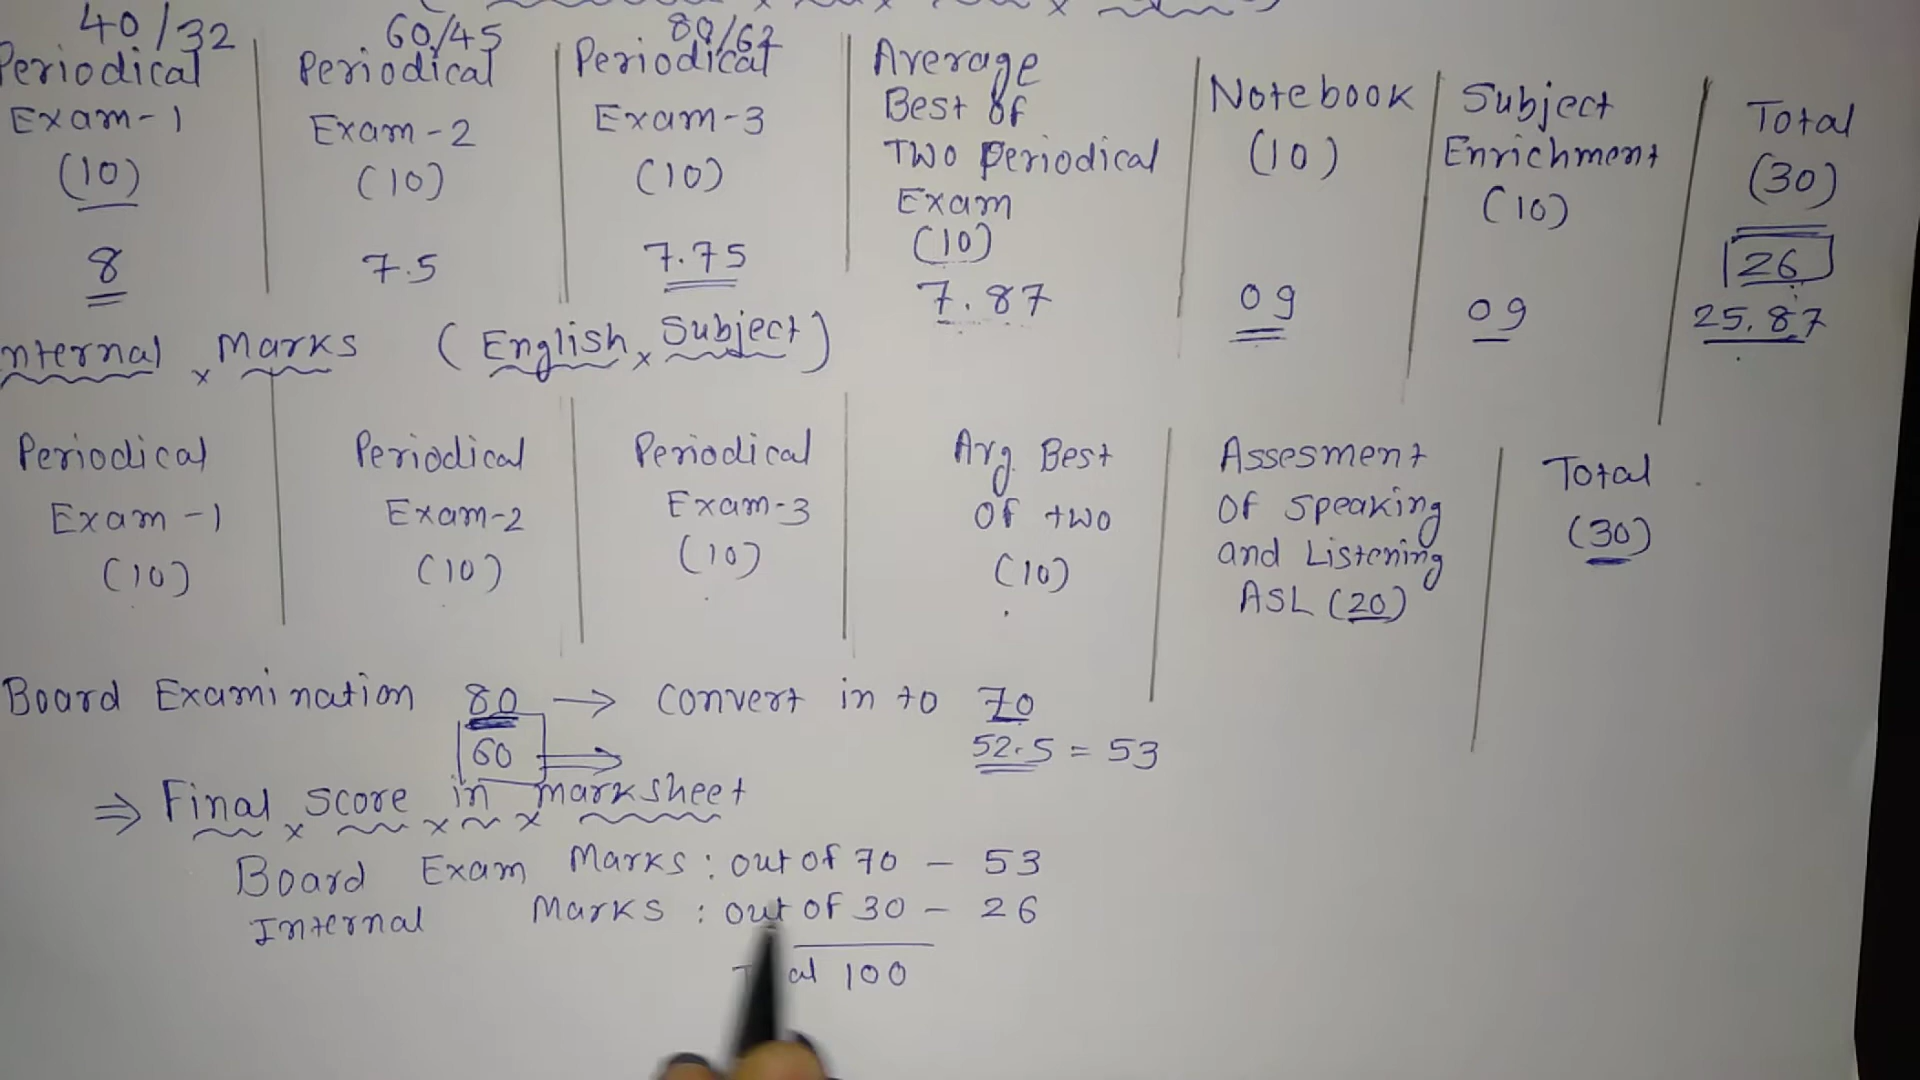 40/32
60/45
80/62
Periodical
Exam-1
(10)
8
Periodical
Exam-2
(10)
7.5
Periodical
Exam-3
(10)
7.75
Average
Best Of
Two Periodical
Exam
(10)
7.87
Notebook
(10)
09
Subject
Enrichment
(10)
09
Total
(30)
26
25.87
nternal Marks (English Subject)
Periodical
Exam-1
(10)
Periodical
Exam-2
(10)
Periodical
Exam-3
(10)
Avg. Best
Of two
(10)
Assesment
Of Speaking
and Listening
ASL (20)
Total
(30)
Board Examination 80 → convert in to 70
60 ⇒ 52.5 = 53
⇒ Final score in marksheet
Board Exam Marks : out of 70 - 53
Internal Marks : out of 30 - 26
100